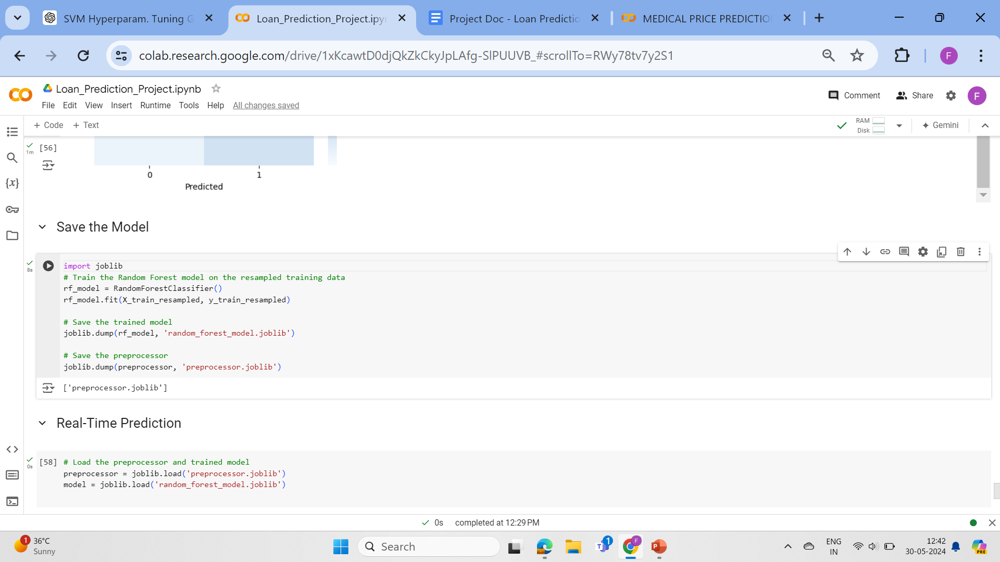 SVM Hyperparam. Tuning G
Loan_Prediction_Project.ipyn
Project Doc - Loan Predictio
MEDICAL PRICE PREDICTIO
colab.research.google.com/drive/1xKcawtD0djQkZkCkyJpLAfg-SlPUUVB_#scrollTo=RWy78tv7y2S1
F
Loan_Prediction_Project.ipynb
Comment
Share
F
File Edit View Insert Runtime Tools Help All changes saved
+ Code + Text
RAM
Disk
Gemini
1m
[56]
0 1
Predicted
{x}
Save the Model
8s
import joblib
# Train the Random Forest model on the resampled training data
rf_model = RandomForestClassifier()
rf_model.fit(X_train_resampled, y_train_resampled)
# Save the trained model
joblib.dump(rf_model, 'random_forest_model.joblib')
# Save the preprocessor
joblib.dump(preprocessor, 'preprocessor.joblib')
['preprocessor.joblib']
Real-Time Prediction
0s
[58] # Load the preprocessor and trained model
preprocessor = joblib.load('preprocessor.joblib')
model = joblib.load('random_forest_model.joblib')
0s completed at 12:29 PM
1
36°C
Sunny
Search
1
F
P
ENG
IN
12:42
30-05-2024
PRE